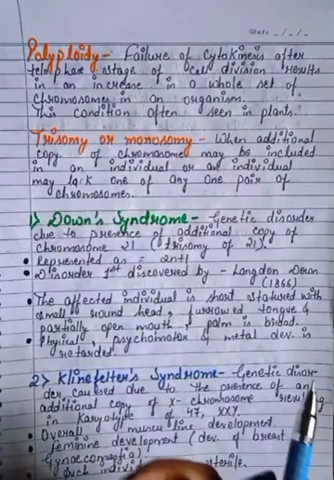 Date _/_/_
Polyploidy - Failure of cytokinesis after
telophase stage of cell division results
in an increase in a whole set of
chromosomes in an organism.
This condition often seen in plants.
Trisomy or monosomy - When additional
copy of chromosome may be included
in an individual or an individual
may lack one of any one pair of
chromosomes.
1) Down's Syndrome - Genetic disorder
due to presence of additional copy of
chromosome 21 (trisomy of 21).
• Represented as = 2n+1
• Disorder 1st discovered by - Langdon Down
(1866)
• The affected individual is short statured with
small round head, furrowed tongue &
partially open mouth, palm is broad.
• Physical, psychomotor & metal dev. is
retarded.
2) Klinefelter's Syndrome - Genetic disor-
der caused due to the presence of an
additional copy of X-chromosome resulting
in karyotype of 47, XXY.
• Overall development
• feminine development (dev. of breast
such